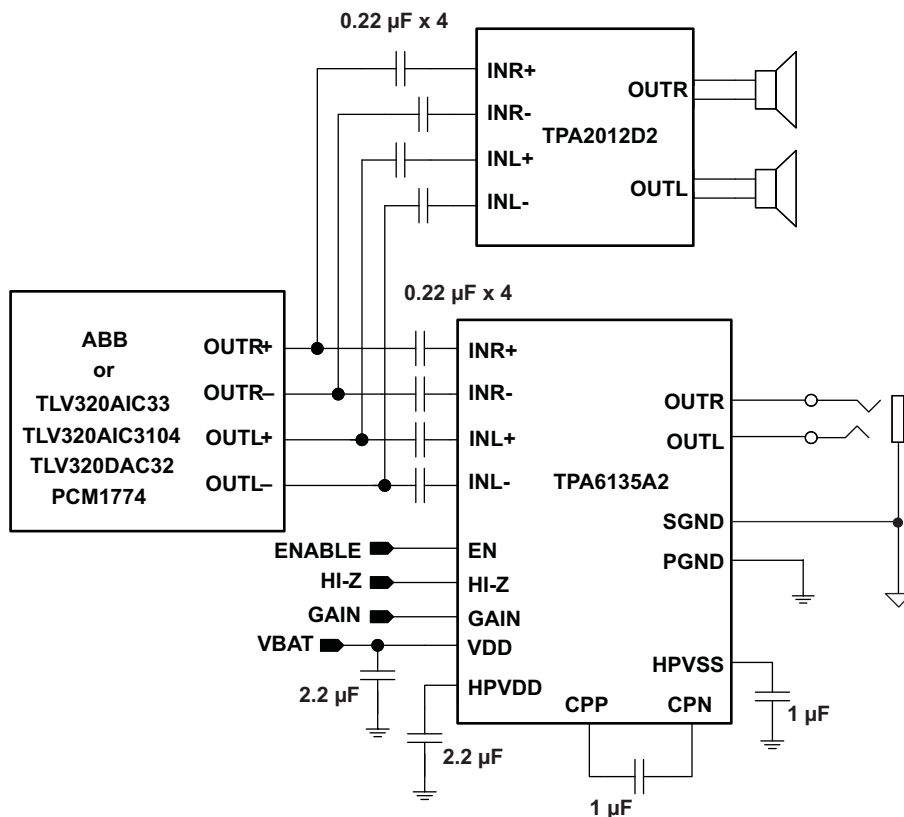 0.22 µF x 4
INR+
INR-
INL+
INL-
TPA2012D2
OUTR
OUTL
0.22 µF x 4
ABB
or
TLV320AIC33
TLV320AIC3104
TLV320DAC32
PCM1774
OUTR+
OUTR–
OUTL+
OUTL–
INR+
INR-
INL+
INL-
TPA6135A2
OUTR
OUTL
SGND
PGND
ENABLE
EN
HI-Z
HI-Z
GAIN
GAIN
VBAT
VDD
HPVDD
HPVSS
2.2 µF
2.2 µF
CPP
CPN
1 µF
1 µF